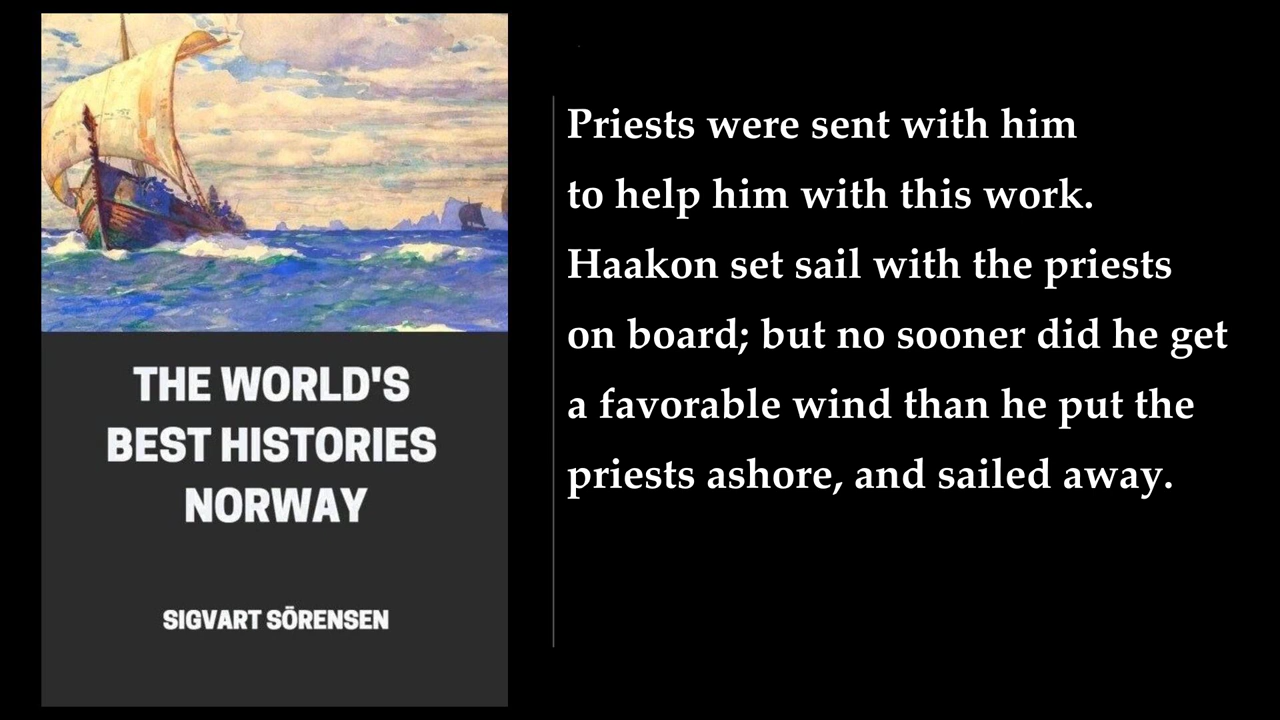 THE WORLD'S
BEST HISTORIES
NORWAY
SIGVART SÖRENSEN
Priests were sent with him
to help him with this work.
Haakon set sail with the priests
on board; but no sooner did he get
a favorable wind than he put the
priests ashore, and sailed away.